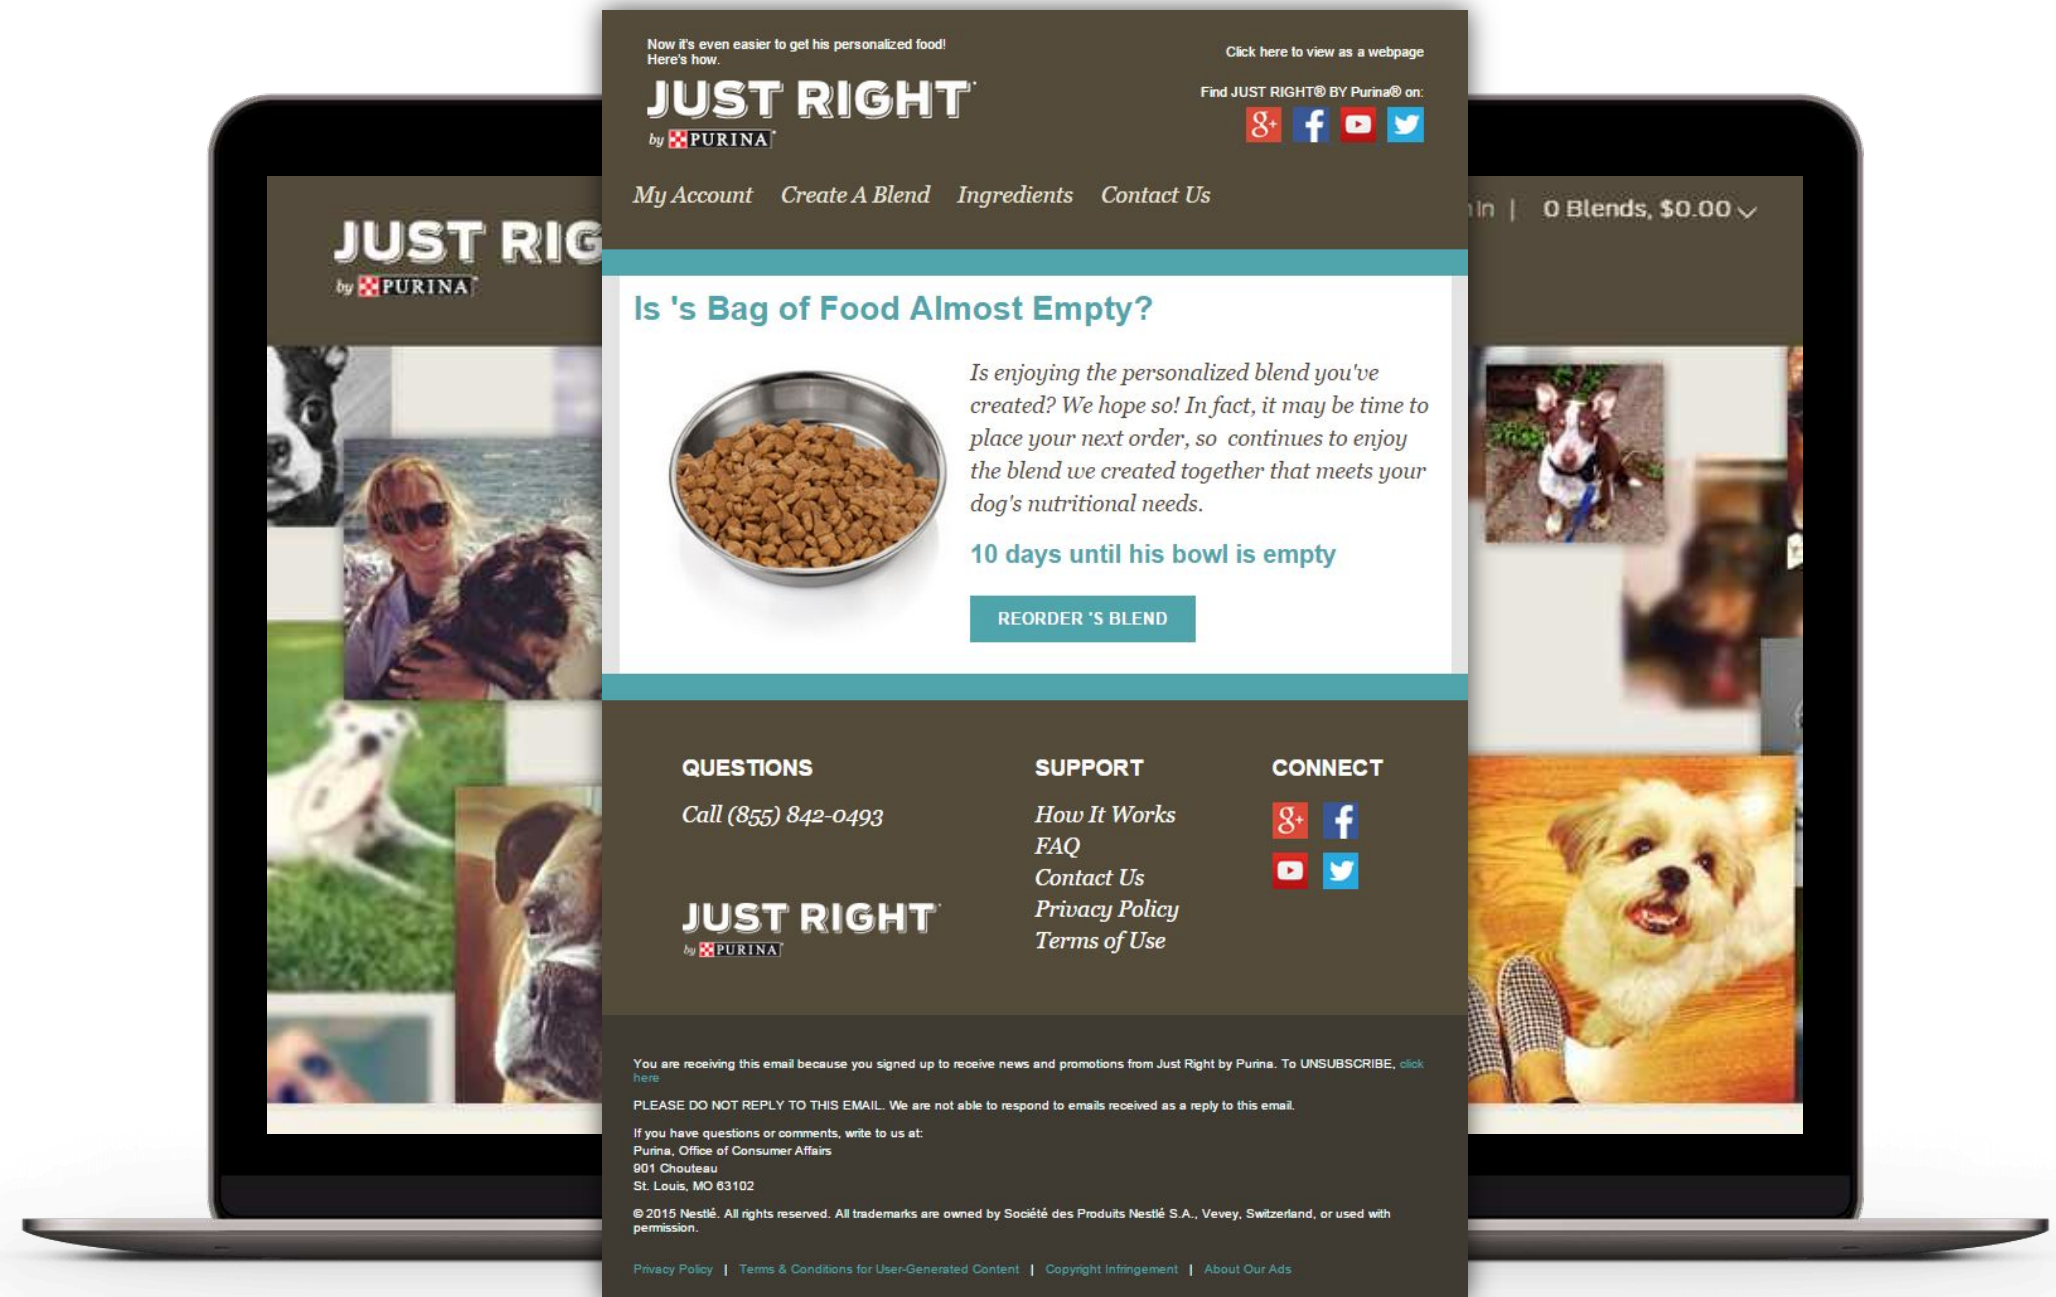 Now it's even easier to get his personalized food!
Here's how.
Click here to view as a webpage
JUST RIGHT
by PURINA
Find JUST RIGHT® BY Purina® on:
My Account Create A Blend Ingredients Contact Us
JUST RIG
by PURINA
in | 0 Blends, $0.00
Is 's Bag of Food Almost Empty?
Is enjoying the personalized blend you've
created? We hope so! In fact, it may be time to
place your next order, so continues to enjoy
the blend we created together that meets your
dog's nutritional needs.
10 days until his bowl is empty
REORDER 'S BLEND
QUESTIONS
Call (855) 842-0493
JUST RIGHT
by PURINA
SUPPORT
How It Works
FAQ
Contact Us
Privacy Policy
Terms of Use
CONNECT
You are receiving this email because you signed up to receive news and promotions from Just Right by Purina. To UNSUBSCRIBE, click
here
PLEASE DO NOT REPLY TO THIS EMAIL. We are not able to respond to emails received as a reply to this email.
If you have questions or comments, write to us at:
Purina, Office of Consumer Affairs
901 Chouteau
St. Louis, MO 63102
© 2015 Nestlé. All rights reserved. All trademarks are owned by Société des Produits Nestlé S.A., Vevey, Switzerland, or used with
permission.
Privacy Policy | Terms & Conditions for User-Generated Content | Copyright Infringement | About Our Ads